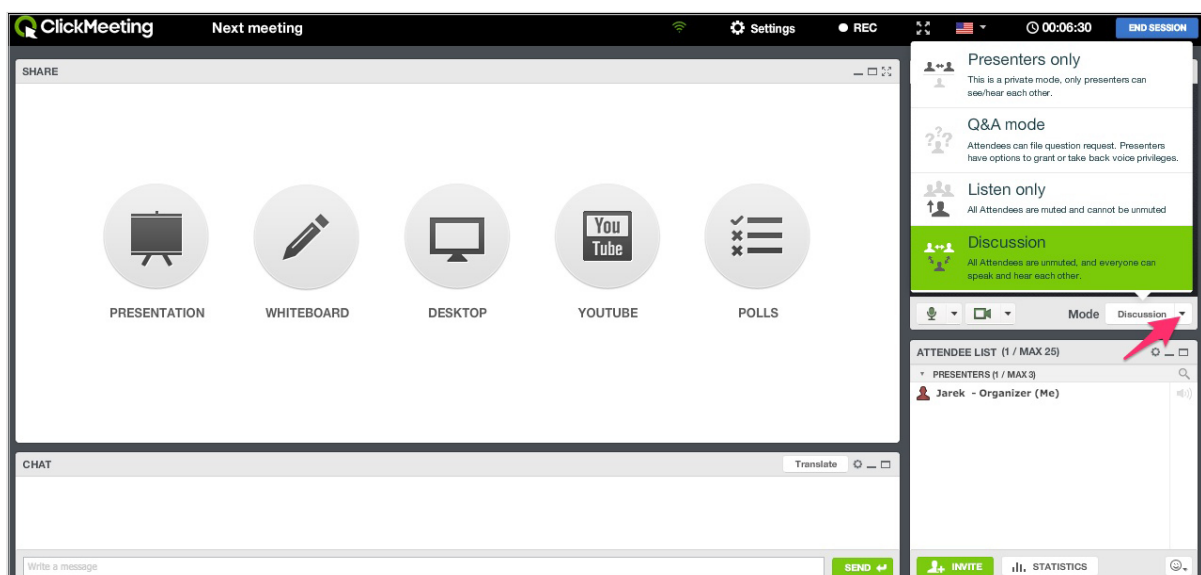 ClickMeeting
Next meeting
Settings
REC
00:06:30
END SESSION
SHARE
Presenters only
This is a private mode, only presenters can
see/hear each other.
Q&A mode
Attendees can file question request. Presenters
have options to grant or take back voice privileges.
Listen only
All Attendees are muted and cannot be unmuted
Discussion
All Attendees are unmuted, and everyone can
speak and hear each other.
You
Tube
PRESENTATION
WHITEBOARD
DESKTOP
YOUTUBE
POLLS
Mode
Discussion
ATTENDEE LIST (1 / MAX 25)
PRESENTERS (1 / MAX 3)
Jarek - Organizer (Me)
CHAT
Translate
Write a message
SEND
INVITE
STATISTICS